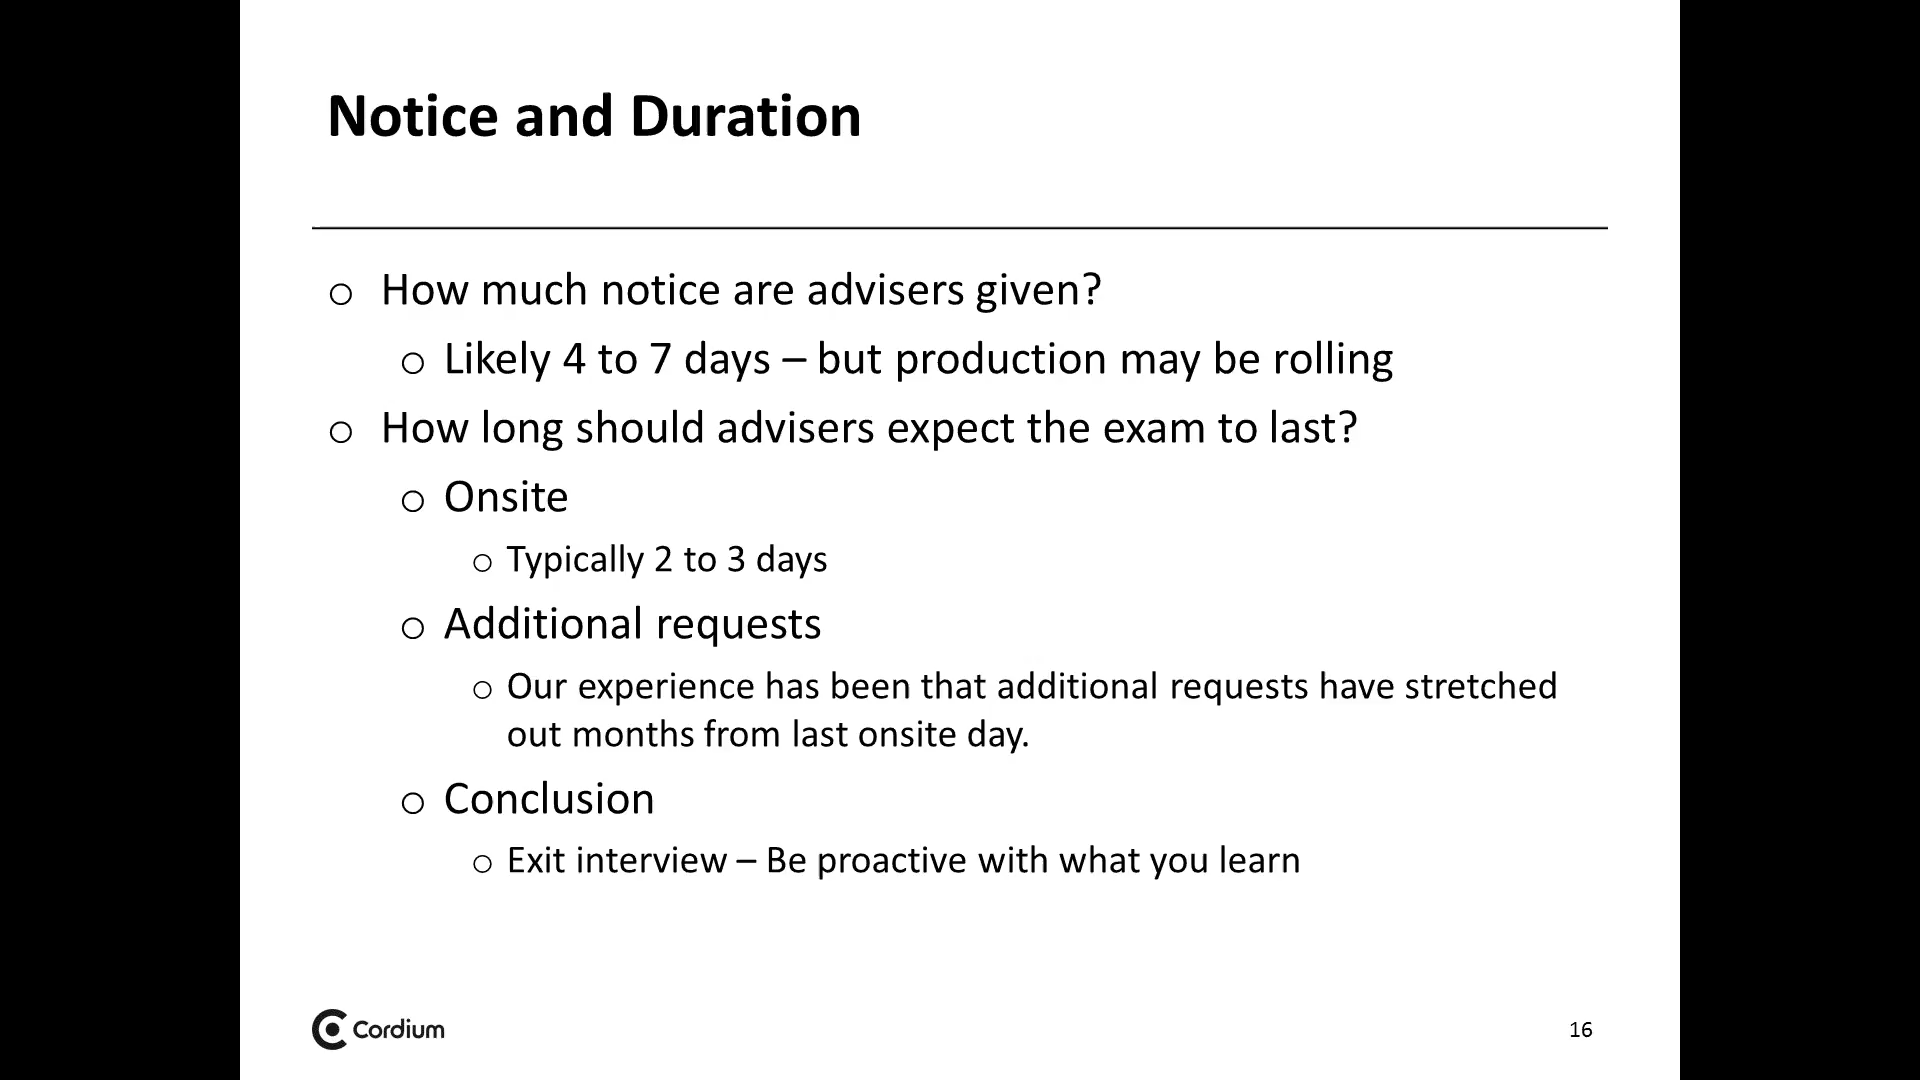 Notice and Duration
o How much notice are advisers given?
o Likely 4 to 7 days – but production may be rolling
o How long should advisers expect the exam to last?
o Onsite
o Typically 2 to 3 days
o Additional requests
o Our experience has been that additional requests have stretched
out months from last onsite day.
o Conclusion
o Exit interview – Be proactive with what you learn
Cordium
16